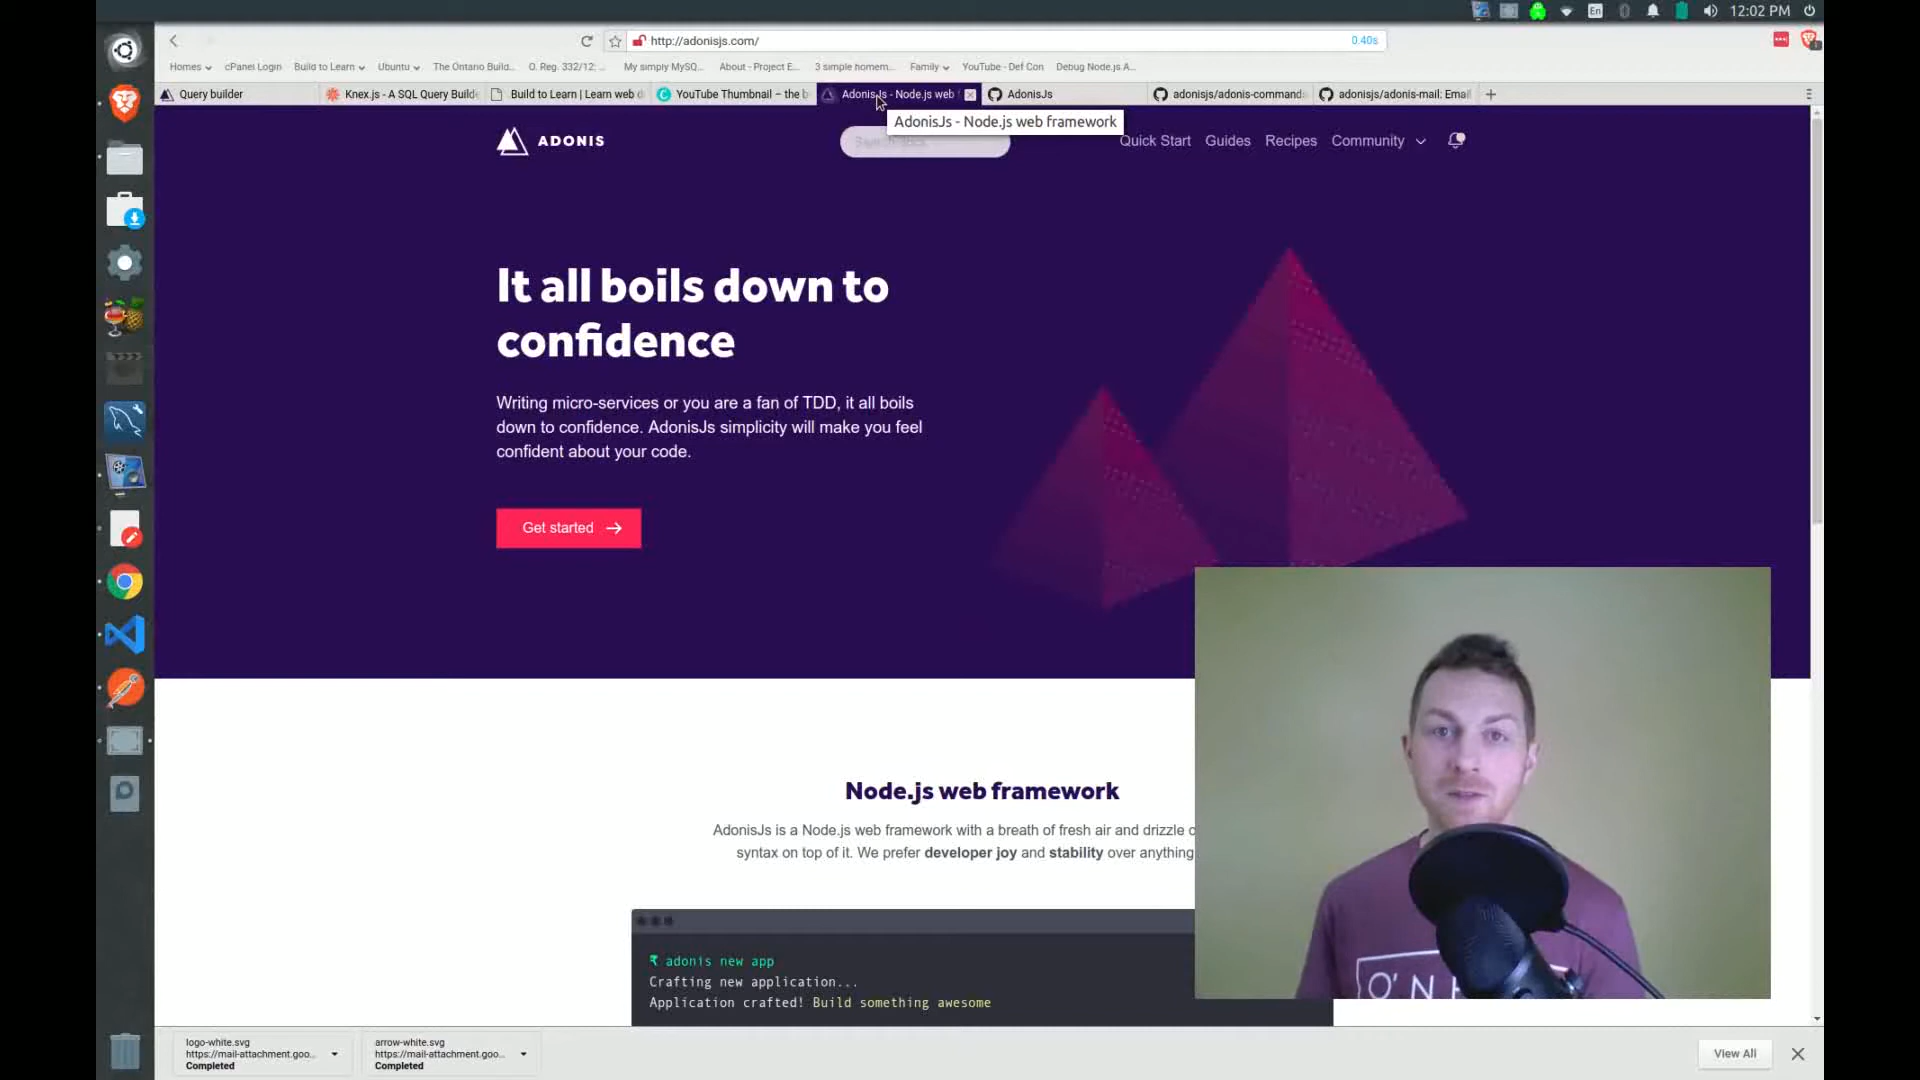 En
12:02 PM
http://adonisjs.com/
0.40s
Homes
cPanel Login
Build to Learn
Ubuntu
The Ontario Build...
O. Reg. 332/12: ...
My simply MySQ...
About - Project E...
3 simple homem...
Family
YouTube - Def Con
Debug Node.js A...
Query builder
Knex.js - A SQL Query Builde
Build to Learn | Learn web d
YouTube Thumbnail – the b
AdonisJs - Node.js web
AdonisJs
adonisjs/adonis-commands
adonisjs/adonis-mail: Email
AdonisJs - Node.js web framework
ADONIS
Quick Start
Guides
Recipes
Community
It all boils down to
confidence
Writing micro-services or you are a fan of TDD, it all boils
down to confidence. AdonisJs simplicity will make you feel
confident about your code.
Get started
Node.js web framework
AdonisJs is a Node.js web framework with a breath of fresh air and drizzle
syntax on top of it. We prefer developer joy and stability over anything
₹ adonis new app
Crafting new application...
Application crafted! Build something awesome
O'N
logo-white.svg
https://mail-attachment.goo...
Completed
arrow-white.svg
https://mail-attachment.goo...
Completed
View All